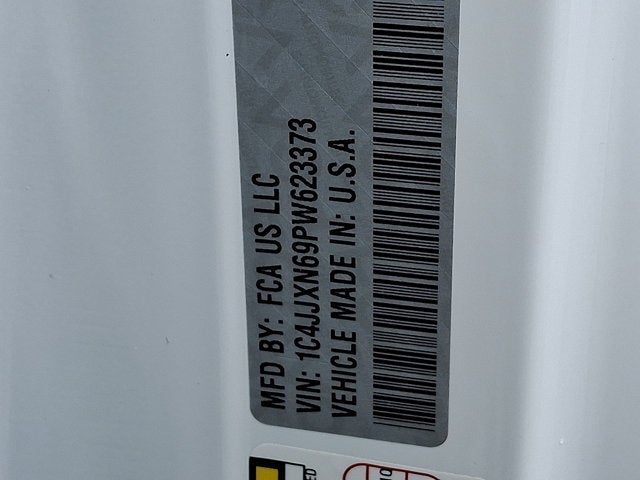 MFD BY: FCA US LLC
VIN: 1C4JJXN69PW623373
VEHICLE MADE IN: U.S.A.